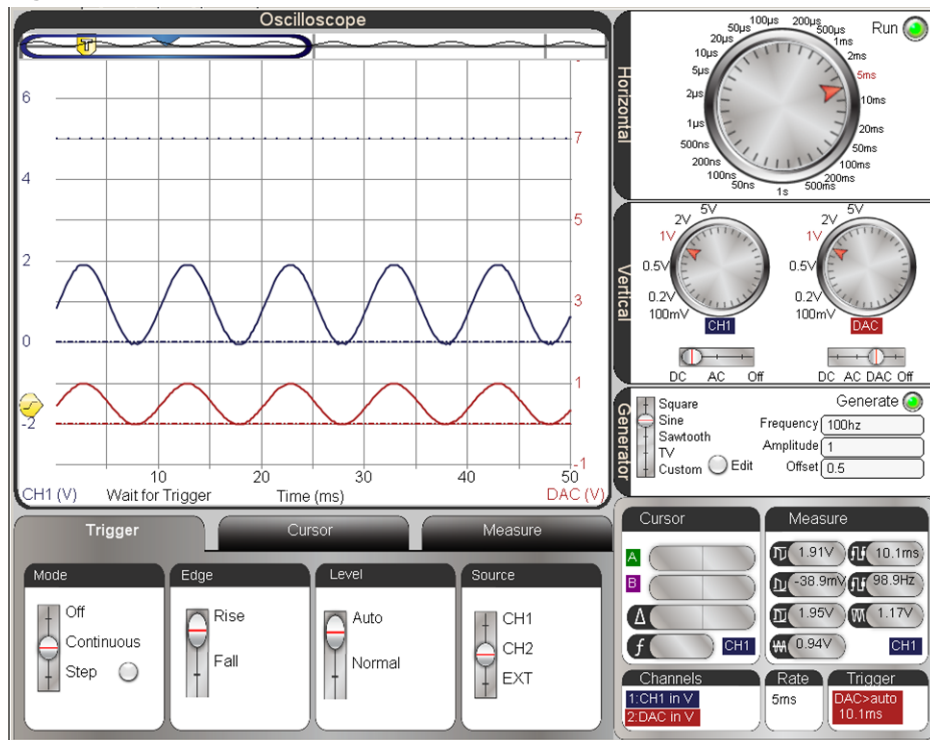 Oscilloscope
T
6
4
2
0
-2
7
5
3
1
-1
10 20 30 40 50
CH1 (V) Wait for Trigger Time (ms) DAC (V)
Horizontal
Run
100µs 200µs
50µs 500µs
20µs 1ms
10µs 2ms
5µs 5ms
2µs 10ms
1µs 20ms
500ns 50ms
200ns 100ms
100ns 200ms
50ns 1s 500ms
Vertical
5V 5V
2V 2V
1V 1V
0.5V 0.5V
0.2V 0.2V
100mV 100mV
CH1 DAC
DC AC Off DC AC DAC Off
Generator
Square
Sine
Sawtooth
TV
Custom Edit
Generate
Frequency 100hz
Amplitude 1
Offset 0.5
Trigger Cursor Measure
Mode
Off
Continuous
Step
Edge
Rise
Fall
Level
Auto
Normal
Source
CH1
CH2
EXT
Cursor
A
B
Δ
f CH1
Measure
1.91V 10.1ms
-38.9mV 98.9Hz
1.95V 1.17V
0.94V CH1
Channels
1:CH1 in V
2:DAC in V
Rate
5ms
Trigger
DAC>auto
10.1ms